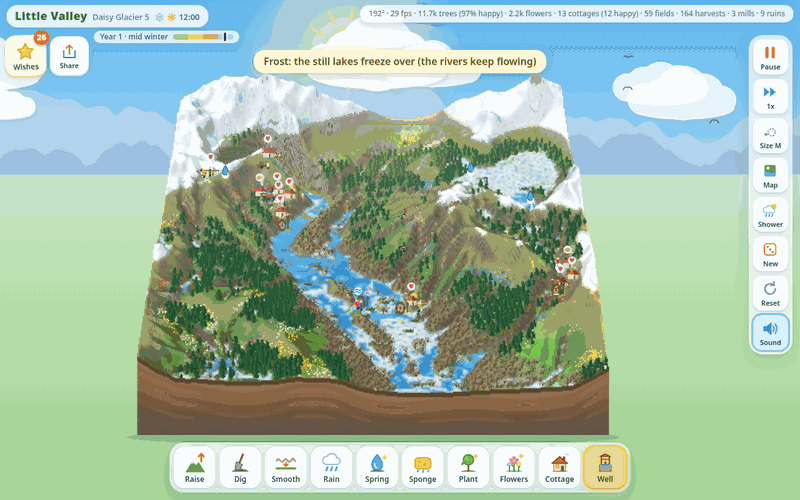 Little Valley Daisy Glacier 5 12:00
192² · 29 fps · 11.7k trees (97% happy) · 2.2k flowers · 13 cottages (12 happy) · 59 fields · 164 harvests · 3 mills · 9 ruins
Year 1 · mid winter
26
Wishes
Share
Frost: the still lakes freeze over (the rivers keep flowing)
Pause
1x
Size M
Map
Shower
New
Reset
Sound
Raise
Dig
Smooth
Rain
Spring
Sponge
Plant
Flowers
Cottage
Well